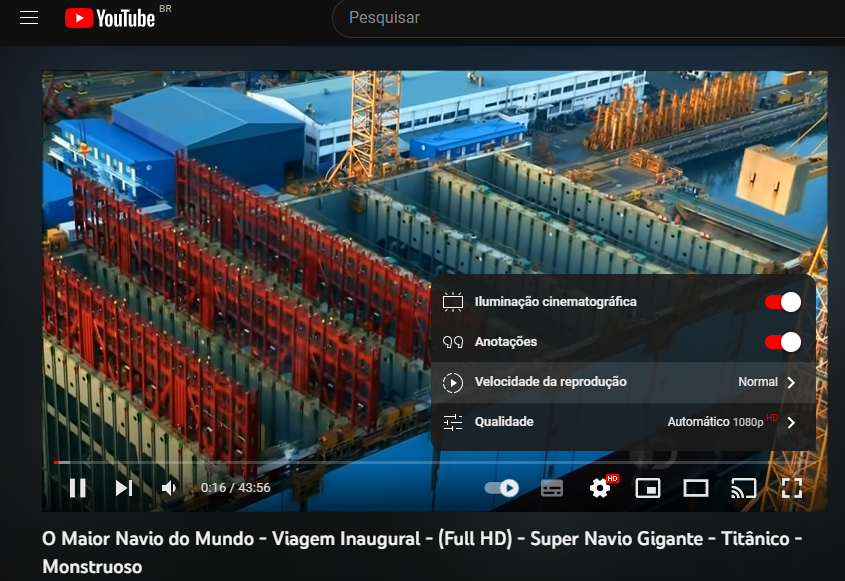 YouTube BR
Pesquisar
Iluminação cinematográfica
Anotações
Velocidade da reprodução Normal
Qualidade Automático 1080p HD
0:16 / 43:56
HD
O Maior Navio do Mundo - Viagem Inaugural - (Full HD) - Super Navio Gigante - Titânico -
Monstruoso